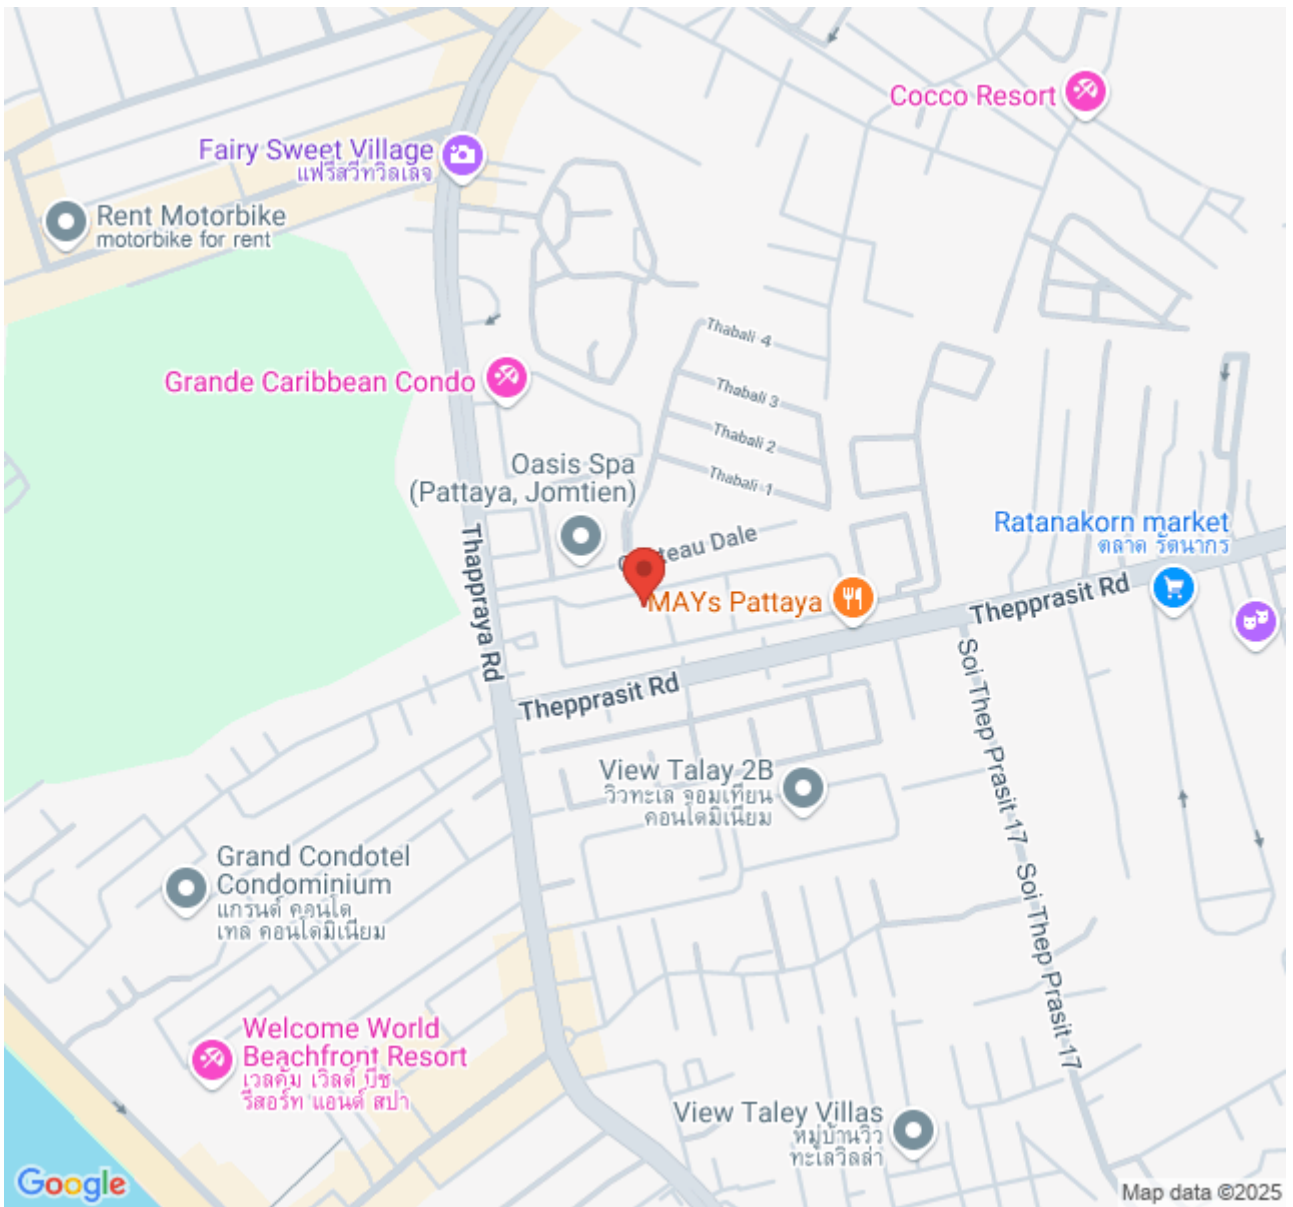 Cocco Resort
Fairy Sweet Village
แฟรีสวีทวิลเลจ
Rent Motorbike
motorbike for rent
Thabali 4
Grande Caribbean Condo
Thabali 3
Thabali 2
Oasis Spa
(Pattaya, Jomtien)
Thabali 1
Ratanakorn market
ตลาด รัตนากร
Thappraya Rd
teau Dale
MAYs Pattaya
Thepprasit Rd
Thepprasit Rd
Soi Thep Prasit 17
View Talay 2B
วิวทะเล จอมเทียน
คอนโดมิเนียม
Grand Condotel
Condominium
แกรนด์ คอนโด
เทล คอนโดมิเนียม
Soi Thep Prasit 17
Welcome World
Beachfront Resort
เวลคัม เวิลด์ บีช
รีสอร์ท แอนด์ สปา
View Taley Villas
หมู่บ้านวิว
ทะเลวิลล่า
Google
Map data ©2025